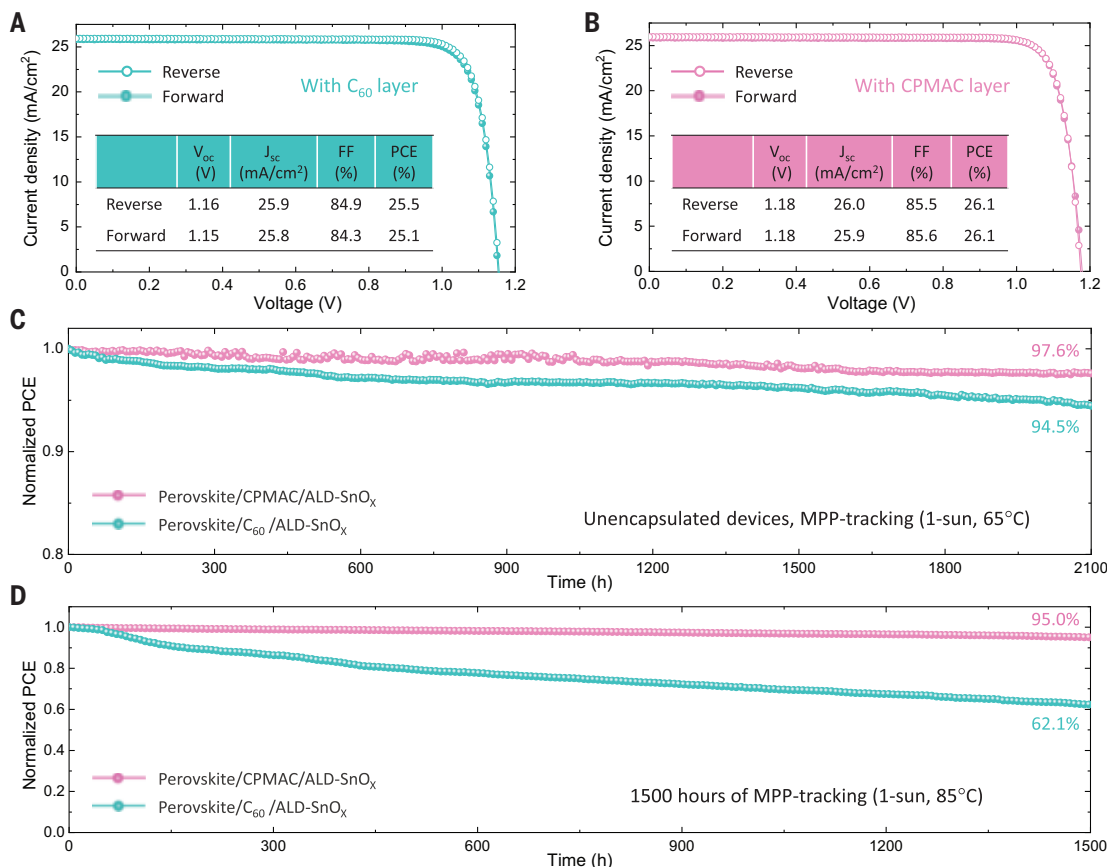 A
Current density (mA/cm²)
25
20
15
10
5
0
Reverse
Forward
With C₆₀ layer
Vₒc Jsc FF PCE
(V) (mA/cm²) (%) (%)
Reverse 1.16 25.9 84.9 25.5
Forward 1.15 25.8 84.3 25.1
0.0 0.2 0.4 0.6 0.8 1.0 1.2
Voltage (V)
B
Current density (mA/cm²)
25
20
15
10
5
0
Reverse
Forward
With CPMAC layer
Vₒc Jsc FF PCE
(V) (mA/cm²) (%) (%)
Reverse 1.18 26.0 85.5 26.1
Forward 1.18 25.9 85.6 26.1
0.0 0.2 0.4 0.6 0.8 1.0 1.2
Voltage (V)
C
Normalized PCE
1.0
0.9
0.8
97.6%
94.5%
Perovskite/CPMAC/ALD-SnOₓ
Perovskite/C₆₀/ALD-SnOₓ
Unencapsulated devices, MPP-tracking (1-sun, 65°C)
0 300 600 900 1200 1500 1800 2100
Time (h)
D
Normalized PCE
1.0
0.8
0.6
0.4
0.2
0.0
95.0%
62.1%
Perovskite/CPMAC/ALD-SnOₓ
Perovskite/C₆₀/ALD-SnOₓ
1500 hours of MPP-tracking (1-sun, 85°C)
0 300 600 900 1200 1500
Time (h)